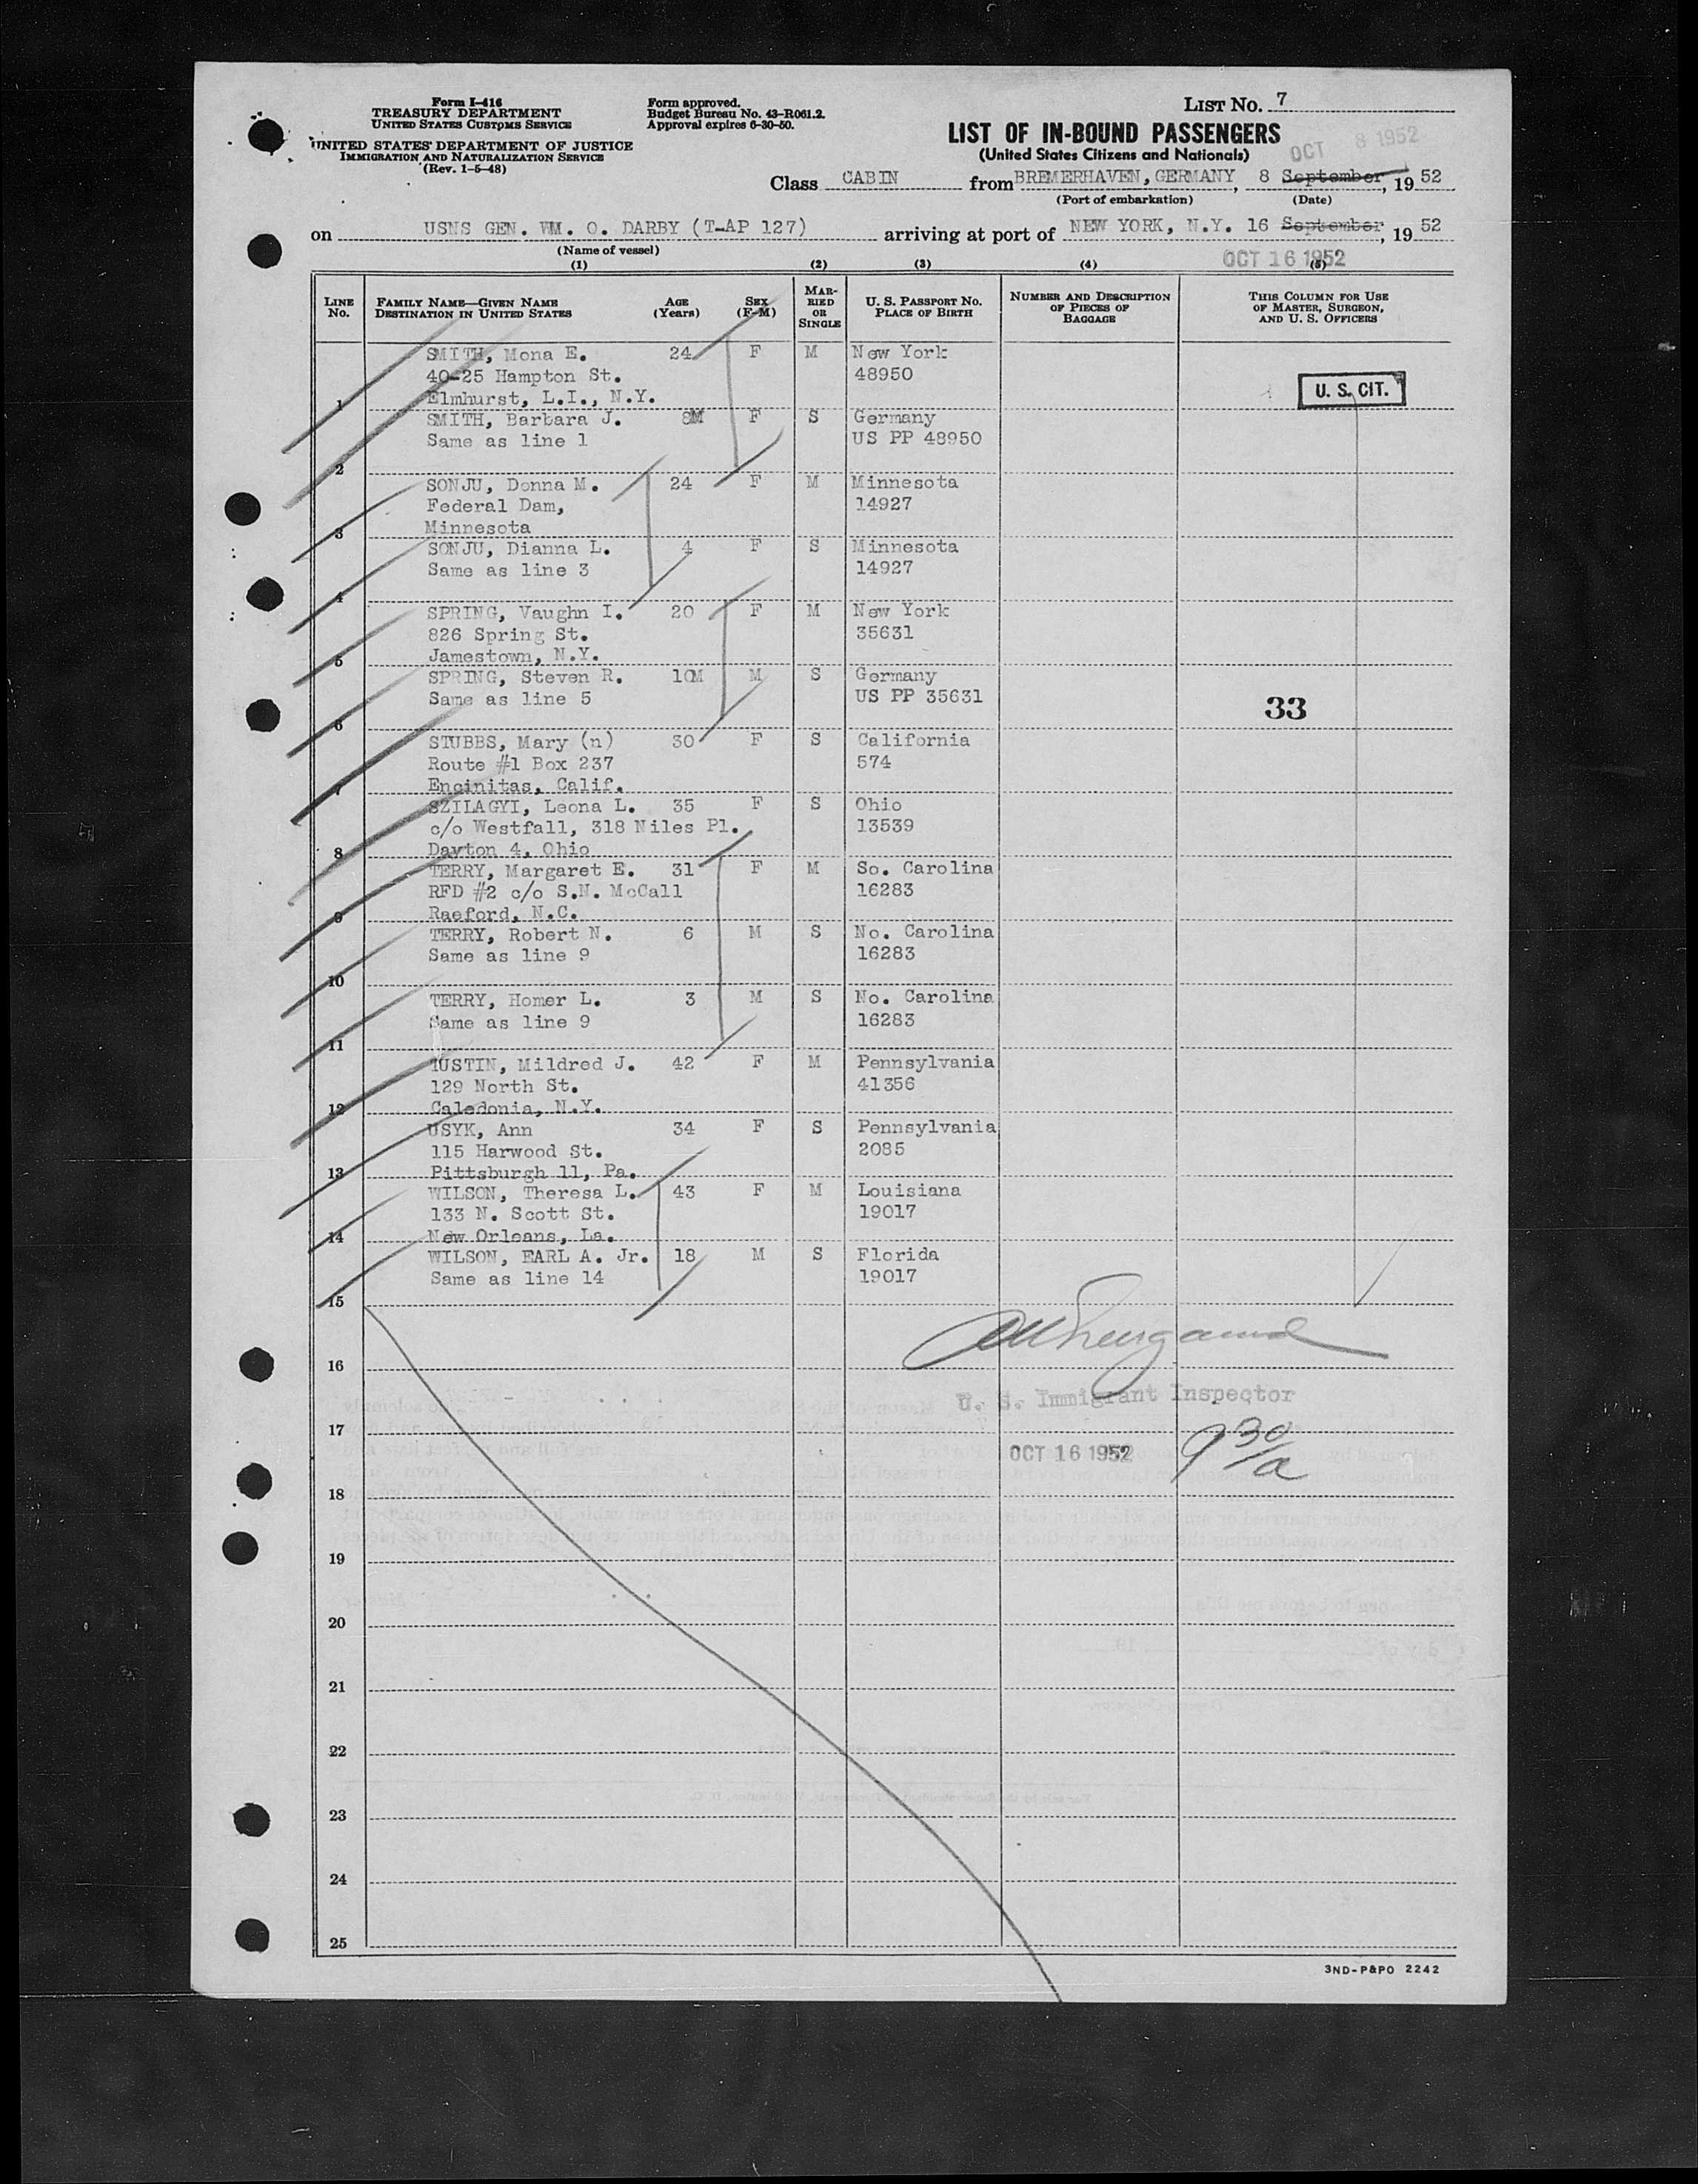 Form I-416
TREASURY DEPARTMENT
UNITED STATES CUSTOMS SERVICE
UNITED STATES DEPARTMENT OF JUSTICE
IMMIGRATION AND NATURALIZATION SERVICE
(Rev. 1-5-48)
Form approved.
Budget Bureau No. 43-R061.2.
Approval expires 6-30-50.
LIST NO. 7
LIST OF IN-BOUND PASSENGERS
(United States Citizens and Nationals)
OCT 8 1952
Class CABIN from BREMERHAVEN, GERMANY, 8 September, 19 52
(Port of embarkation) (Date)
on USNS GEN. WM. O. DARBY (T-AP 127) arriving at port of NEW YORK, N.Y. 16 September, 19 52
(Name of vessel)
OCT 16 1952
(1) (2) (3) (4) (5)
LINE NO. FAMILY NAME—GIVEN NAME DESTINATION IN UNITED STATES AGE (Years) SEX (F-M) MARRIED OR SINGLE U. S. PASSPORT NO. PLACE OF BIRTH NUMBER AND DESCRIPTION OF PIECES OF BAGGAGE THIS COLUMN FOR USE OF MASTER, SURGEON, AND U. S. OFFICERS
SMITH, Mona E. 24 F M New York
40-25 Hampton St. 48950
U. S. CIT.
1 Elmhurst, L.I., N.Y.
SMITH, Barbara J. 8M F S Germany
Same as line 1 US PP 48950
2
SONJU, Donna M. 24 F M Minnesota
Federal Dam, 14927
3 Minnesota
SONJU, Dianna L. 4 F S Minnesota
Same as line 3 14927
4
SPRING, Vaughn I. 20 F M New York
826 Spring St. 35631
5 Jamestown, N.Y.
SPRING, Steven R. 10M M S Germany
Same as line 5 US PP 35631
33
6
STUBBS, Mary (n) 30 F S California
Route #1 Box 237 574
7 Encinitas, Calif.
SZILAGYI, Leona L. 35 F S Ohio
c/o Westfall, 318 Niles Pl. 13539
8 Dayton 4, Ohio
TERRY, Margaret E. 31 F M So. Carolina
RFD #2 c/o S.N. McCall 16283
9 Raeford, N.C.
TERRY, Robert N. 6 M S No. Carolina
Same as line 9 16283
10
TERRY, Homer L. 3 M S No. Carolina
Same as line 9 16283
11
TUSTIN, Mildred J. 42 F M Pennsylvania
129 North St. 41356
12 Caledonia, N.Y.
USYK, Ann 34 F S Pennsylvania
115 Harwood St. 2085
13 Pittsburgh 11, Pa.
WILSON, Theresa L. 43 F M Louisiana
133 N. Scott St. 19017
14 New Orleans, La.
WILSON, EARL A. Jr. 18 M S Florida
Same as line 14 19017
15
16
U. S. Immigrant Inspector
17
OCT 16 1952 9 30/a
18
19
20
21
22
23
24
25
3ND-P&PO 2242